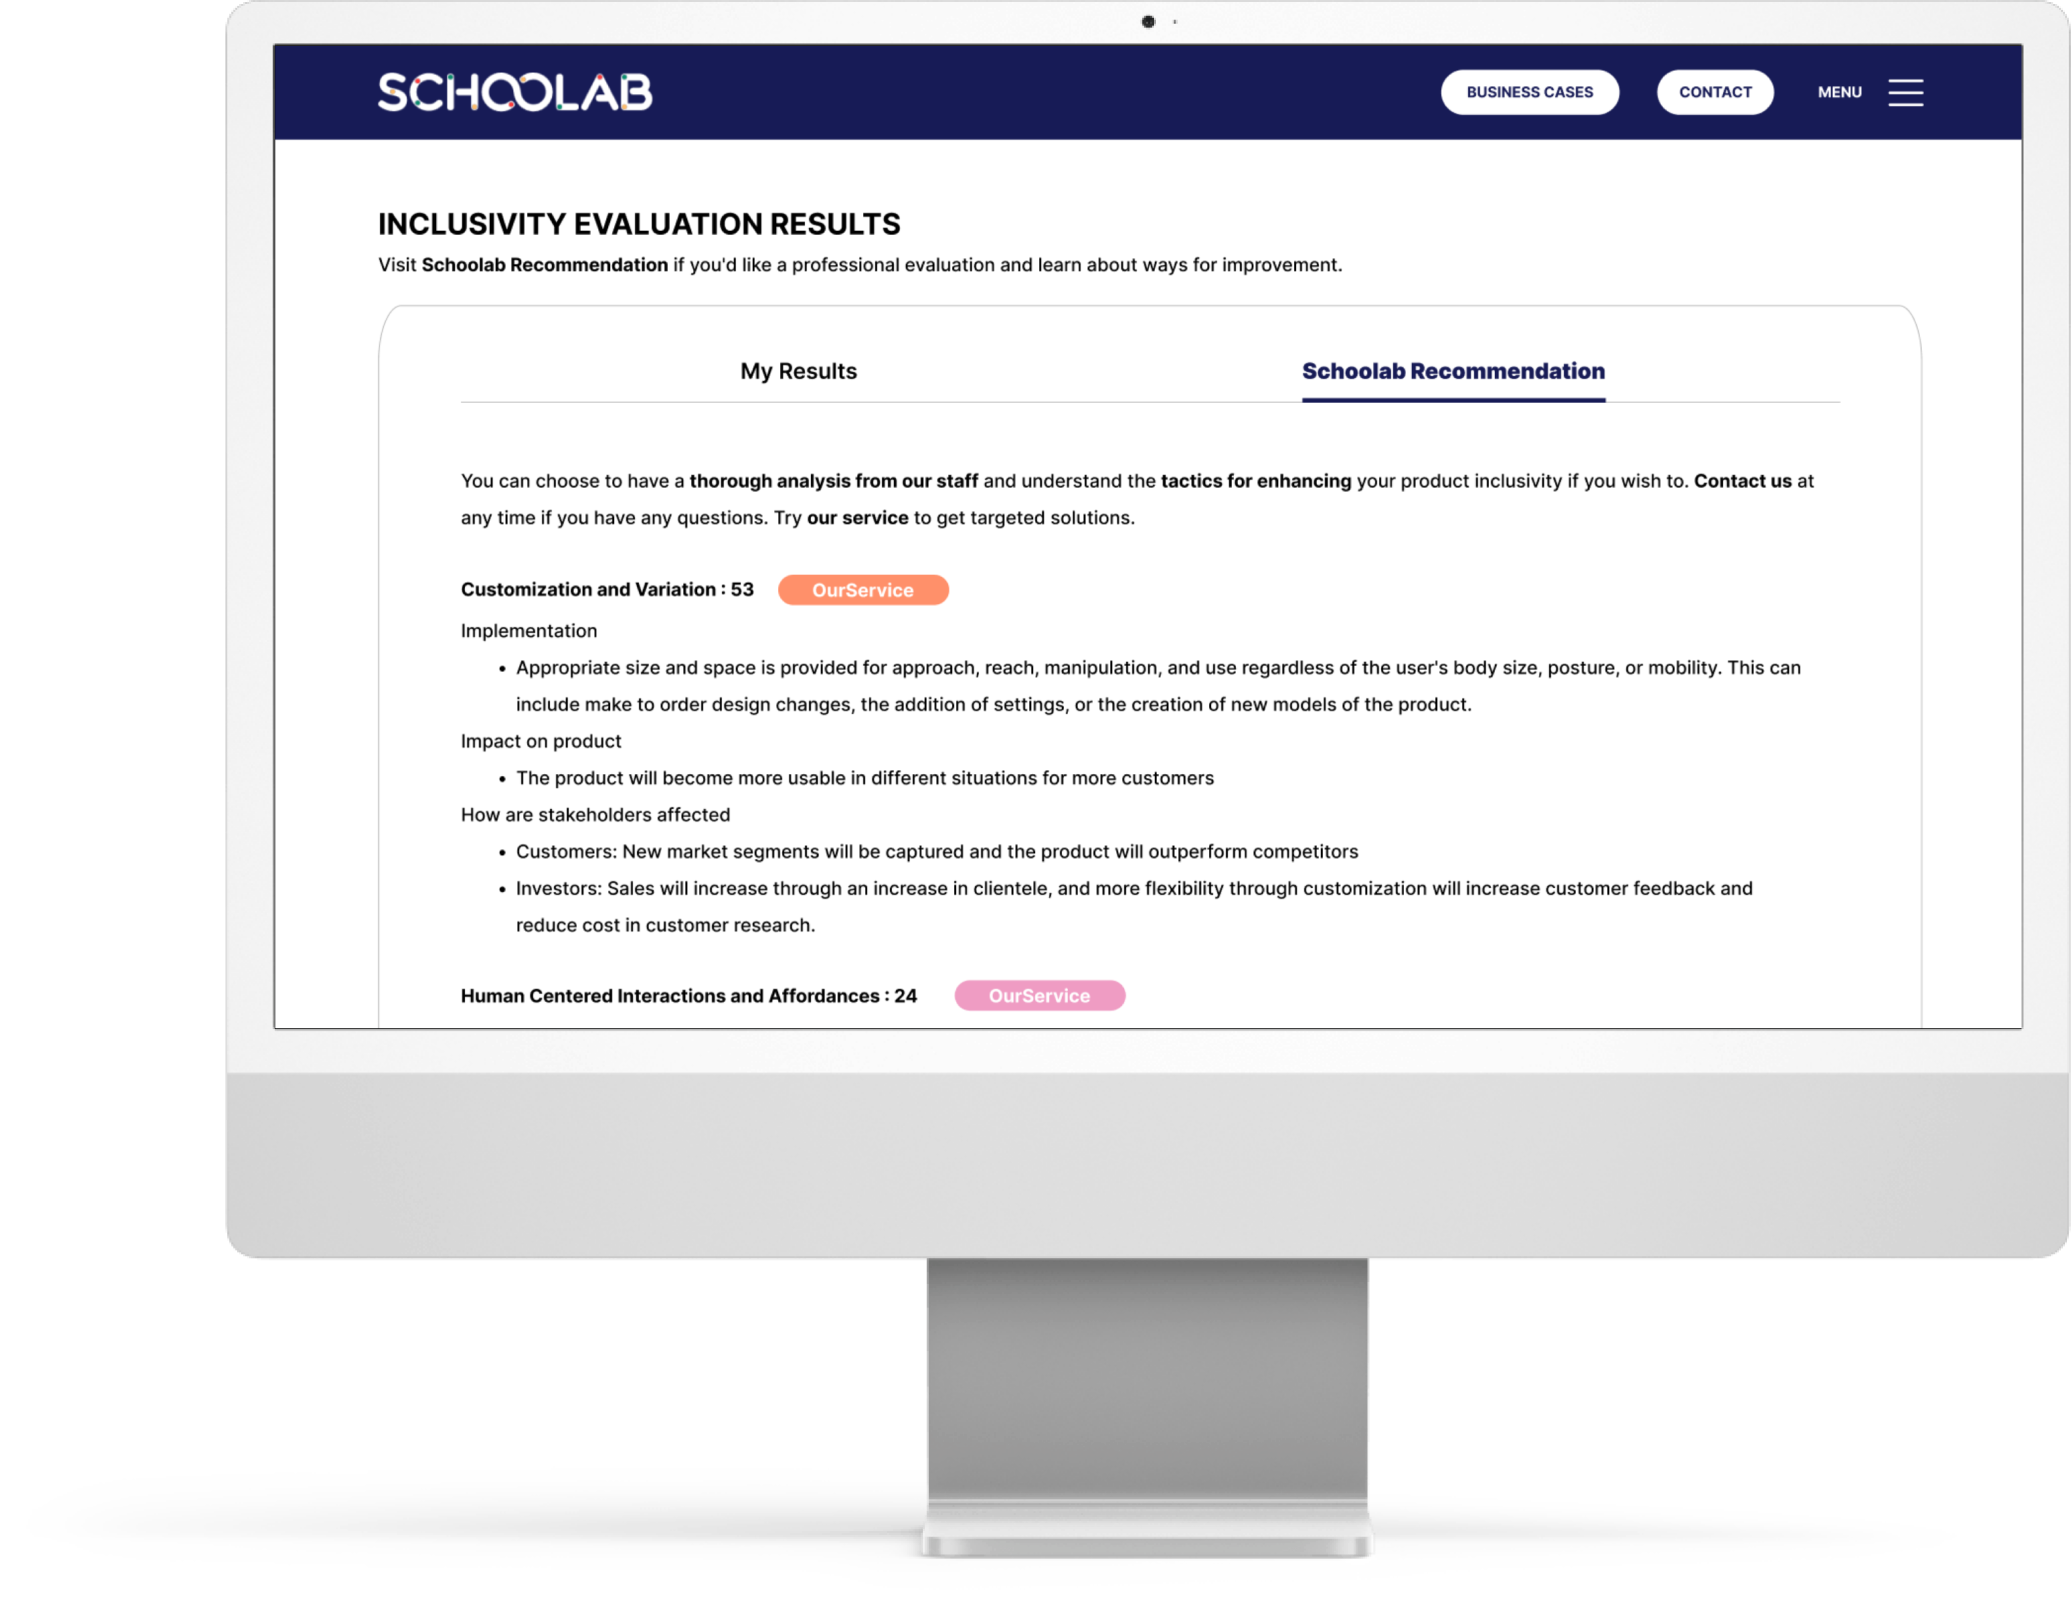 SCHOOLAB
BUSINESS CASES
CONTACT
MENU
INCLUSIVITY EVALUATION RESULTS
Visit Schoolab Recommendation if you'd like a professional evaluation and learn about ways for improvement.
My Results
Schoolab Recommendation
You can choose to have a thorough analysis from our staff and understand the tactics for enhancing your product inclusivity if you wish to. Contact us at
any time if you have any questions. Try our service to get targeted solutions.
Customization and Variation : 53
OurService
Implementation
• Appropriate size and space is provided for approach, reach, manipulation, and use regardless of the user's body size, posture, or mobility. This can
include make to order design changes, the addition of settings, or the creation of new models of the product.
Impact on product
• The product will become more usable in different situations for more customers
How are stakeholders affected
• Customers: New market segments will be captured and the product will outperform competitors
• Investors: Sales will increase through an increase in clientele, and more flexibility through customization will increase customer feedback and
reduce cost in customer research.
Human Centered Interactions and Affordances : 24
OurService